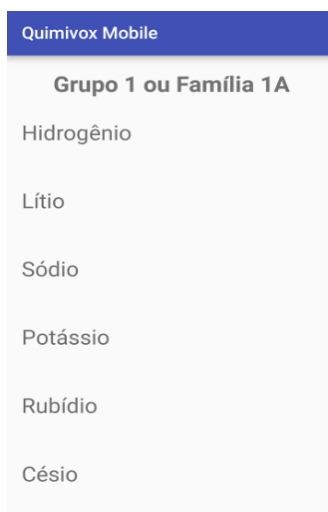 Quimivox Mobile
Grupo 1 ou Família 1A
Hidrogênio
Lítio
Sódio
Potássio
Rubídio
Césio